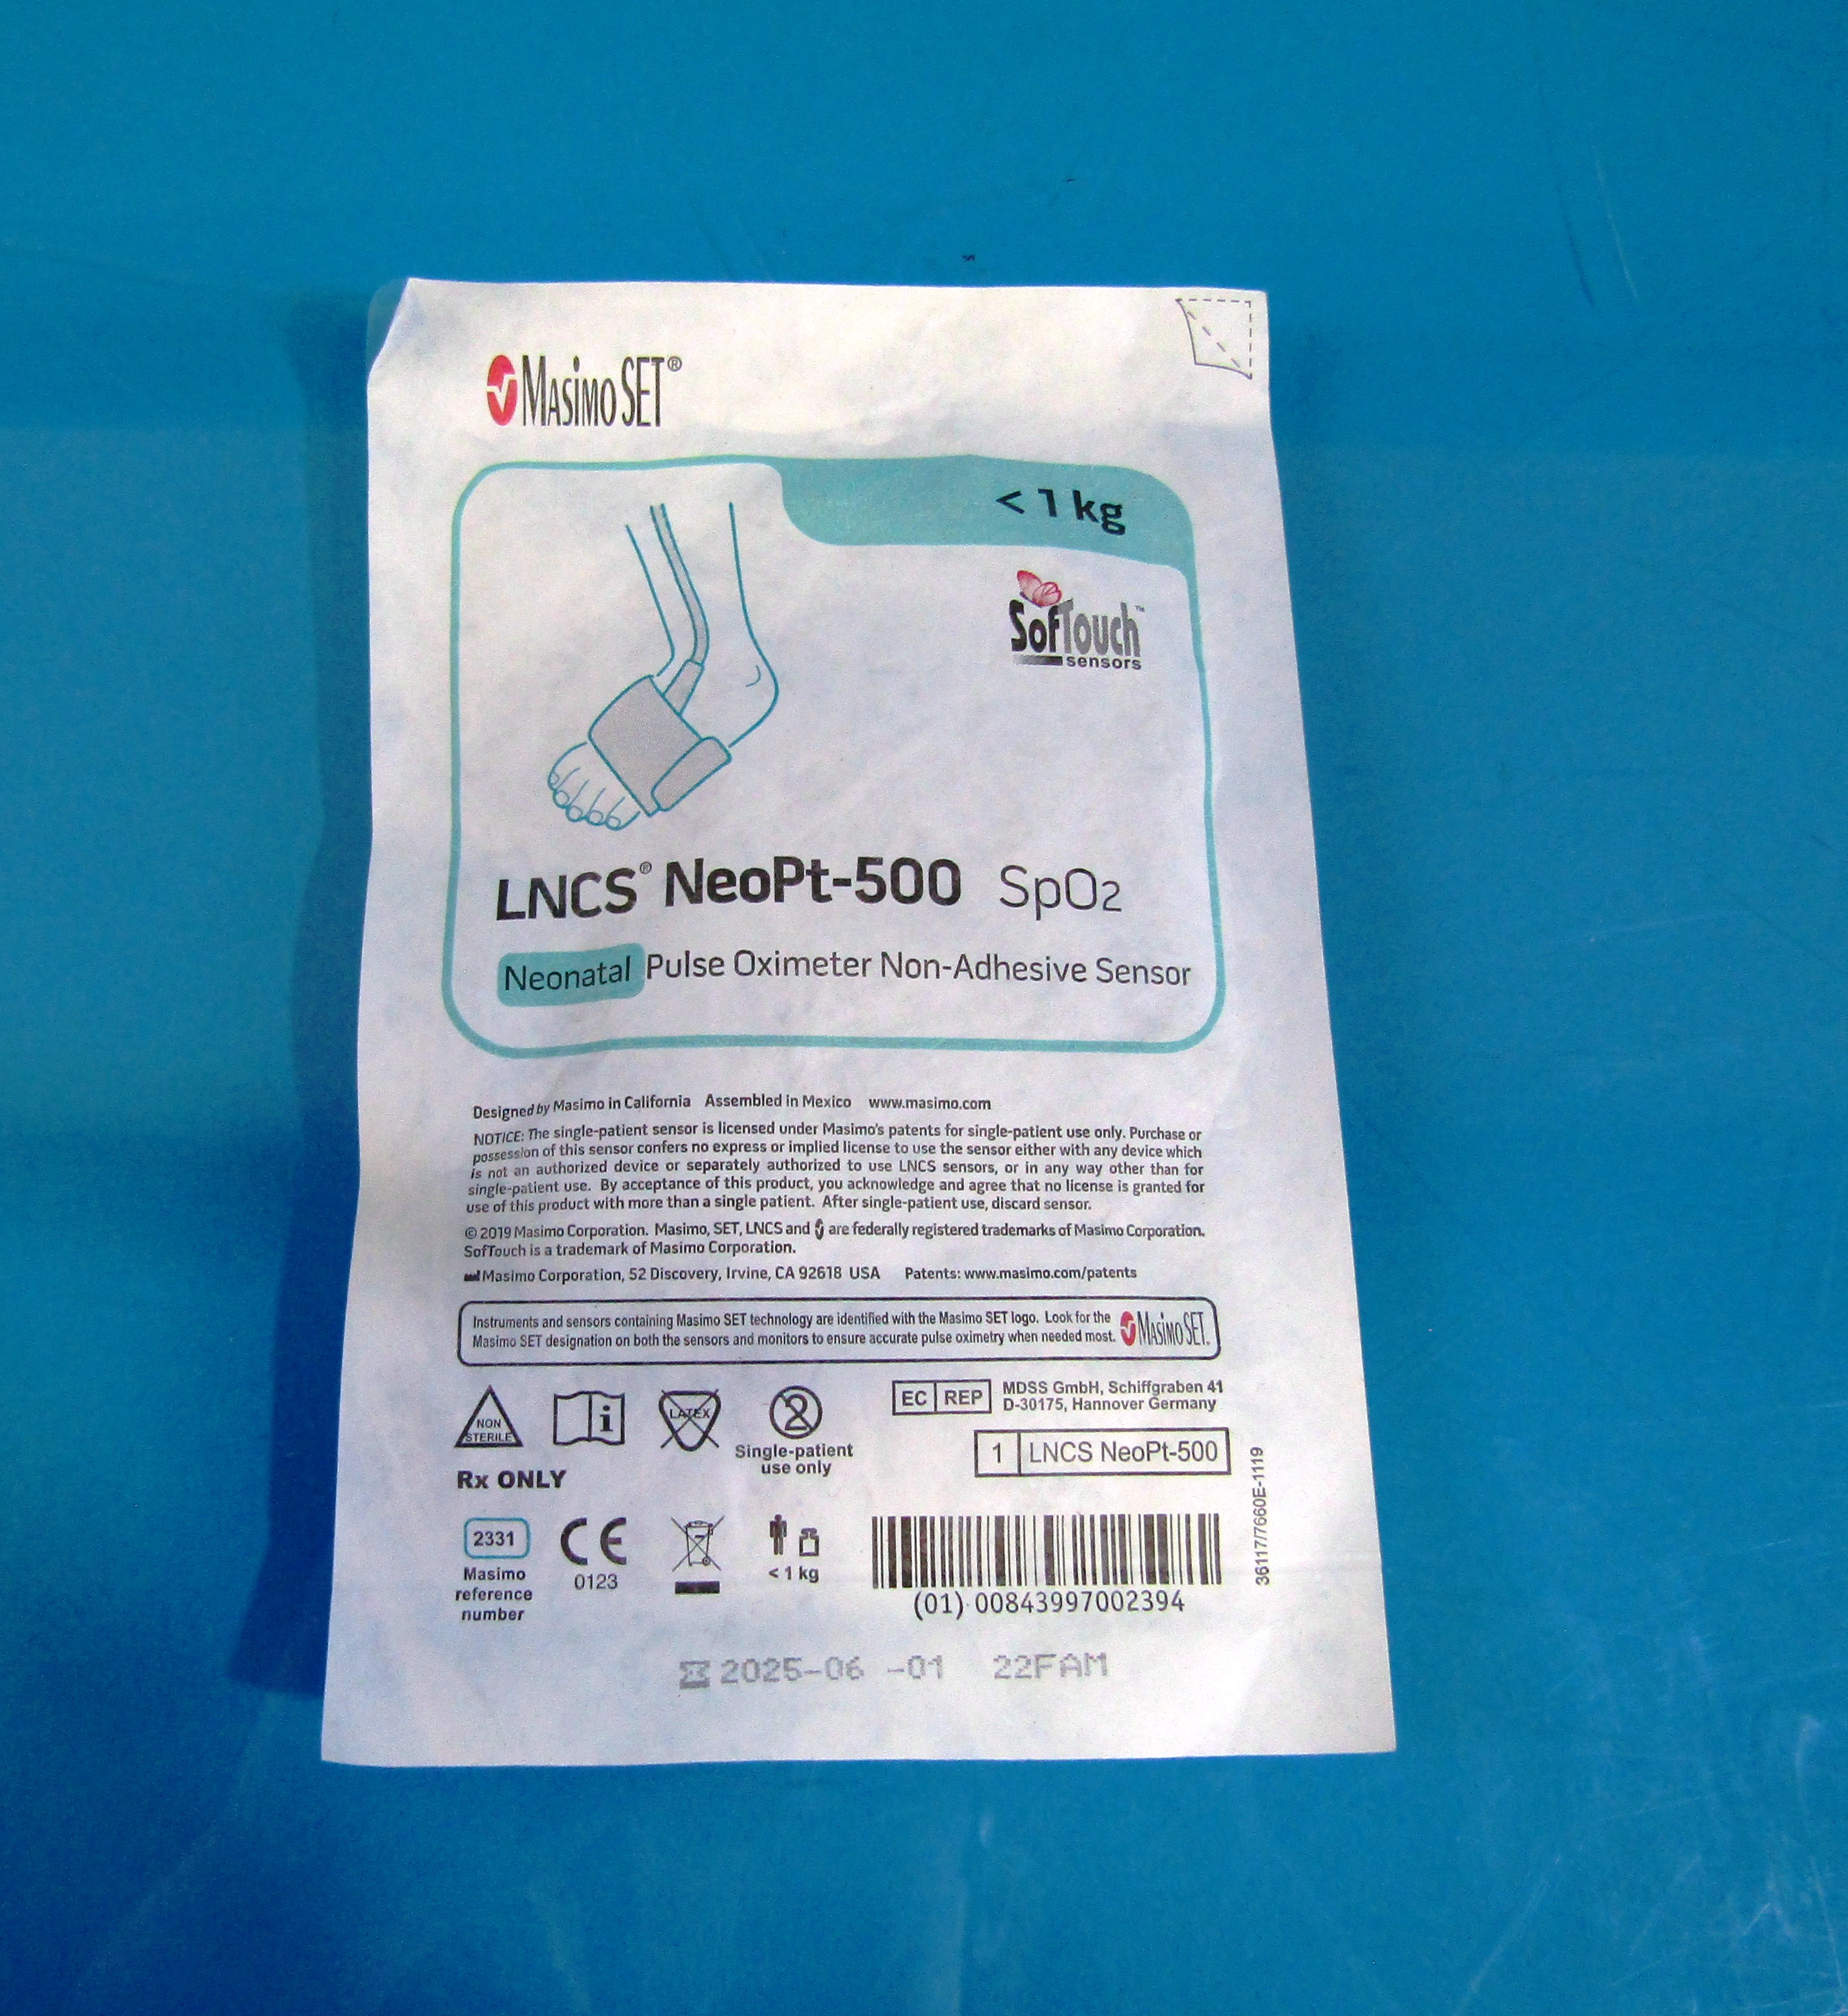 Masimo SET®
< 1 kg
SofTouch™
sensors
LNCS® NeoPt-500 SpO2
Neonatal Pulse Oximeter Non-Adhesive Sensor
Designed by Masimo in California Assembled in Mexico www.masimo.com
NOTICE: The single-patient sensor is licensed under Masimo's patents for single-patient use only. Purchase or
possession of this sensor confers no express or implied license to use the sensor either with any device which
is not an authorized device or separately authorized to use LNCS sensors, or in any way other than for
single-patient use. By acceptance of this product, you acknowledge and agree that no license is granted for
use of this product with more than a single patient. After single-patient use, discard sensor.
© 2019 Masimo Corporation. Masimo, SET, LNCS and are federally registered trademarks of Masimo Corporation.
SofTouch is a trademark of Masimo Corporation.
Masimo Corporation, 52 Discovery, Irvine, CA 92618 USA Patents: www.masimo.com/patents
Instruments and sensors containing Masimo SET technology are identified with the Masimo SET logo. Look for the
Masimo SET designation on both the sensors and monitors to ensure accurate pulse oximetry when needed most.
Masimo SET.
NON
STERILE
i
LATEX
2
Single-patient
use only
EC REP
MDSS GmbH, Schiffgraben 41
D-30175, Hannover Germany
1 LNCS NeoPt-500
Rx ONLY
2331
Masimo
reference
number
CE
0123
< 1 kg
(01) 00843997002394
36117/7660E-1119
2025-06 -01 22FAM